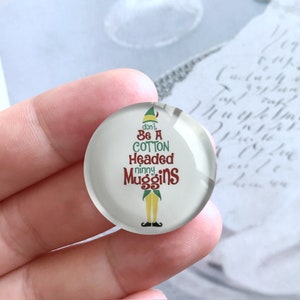 don't
Be A
COTTON
Headed
ninny
Muggins